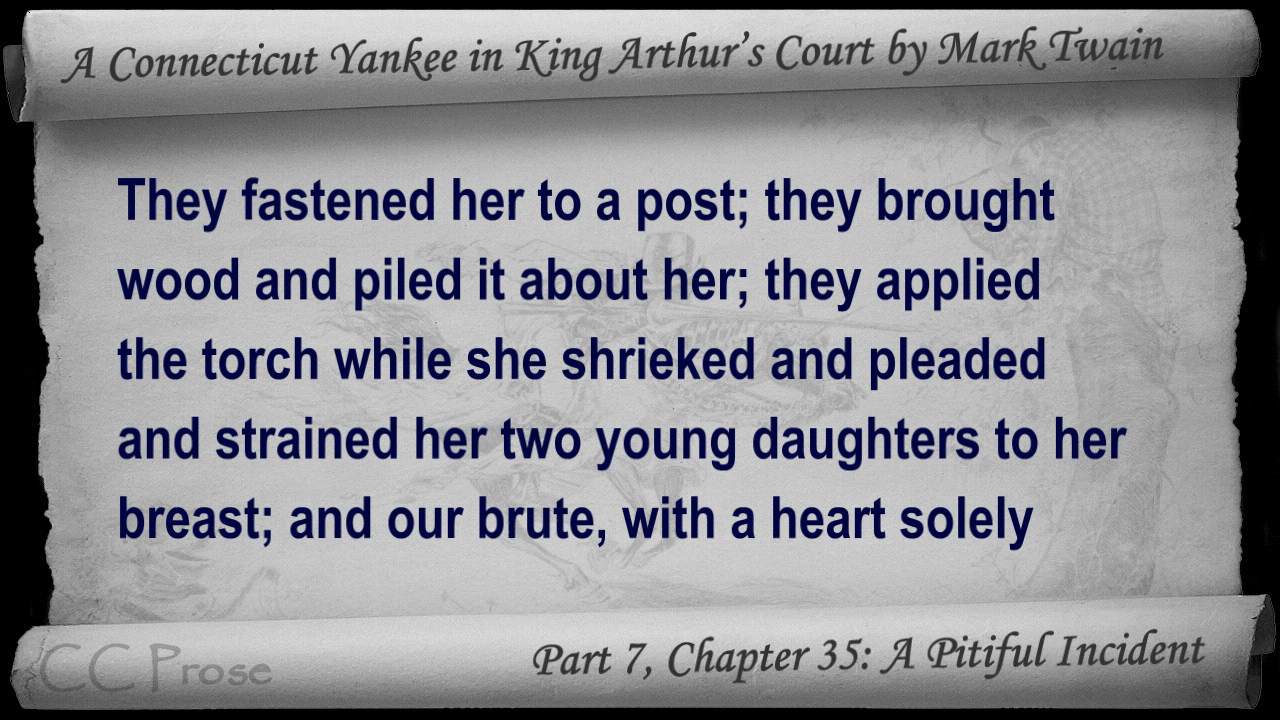 A Connecticut Yankee in King Arthur's Court by Mark Twain
They fastened her to a post; they brought
wood and piled it about her; they applied
the torch while she shrieked and pleaded
and strained her two young daughters to her
breast; and our brute, with a heart solely
CC Prose
Part 7, Chapter 35: A Pitiful Incident